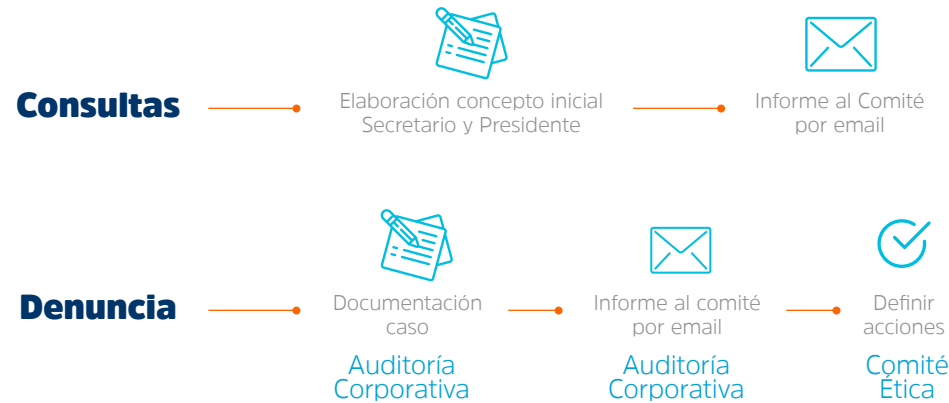 Consultas
Elaboración concepto inicial
Secretario y Presidente
Informe al Comité
por email
Denuncia
Documentación
caso
Auditoría
Corporativa
Informe al comité
por email
Auditoría
Corporativa
Definir
acciones
Comité
Ética